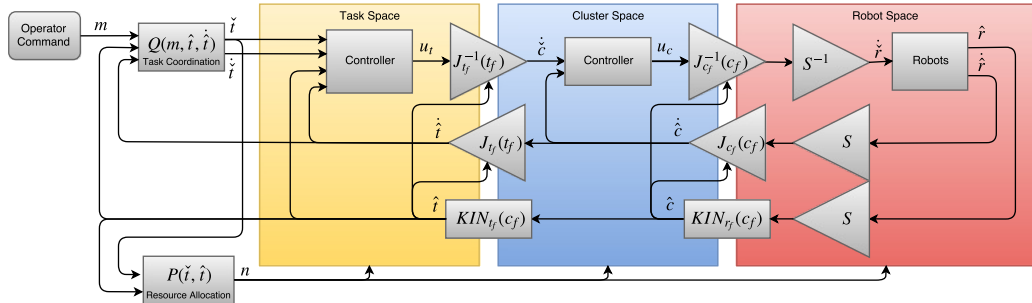 Task Space
Cluster Space
Robot Space
Operator
Command
m
Q(m, t̂, t̂̇)
Task Coordination
ť
ť̇
Controller
u_t
J_{t_f}^{-1}(t_f)
č̇
Controller
u_c
J_{c_f}^{-1}(c_f)
S^{-1}
ř̇
Robots
r̂
r̂̇
t̂̇
J_{t_f}(t_f)
ĉ̇
J_{c_f}(c_f)
S
t̂
KIN_{t_f}(c_f)
ĉ
KIN_{r_f}(c_f)
S
P(ť, t̂)
Resource Allocation
n